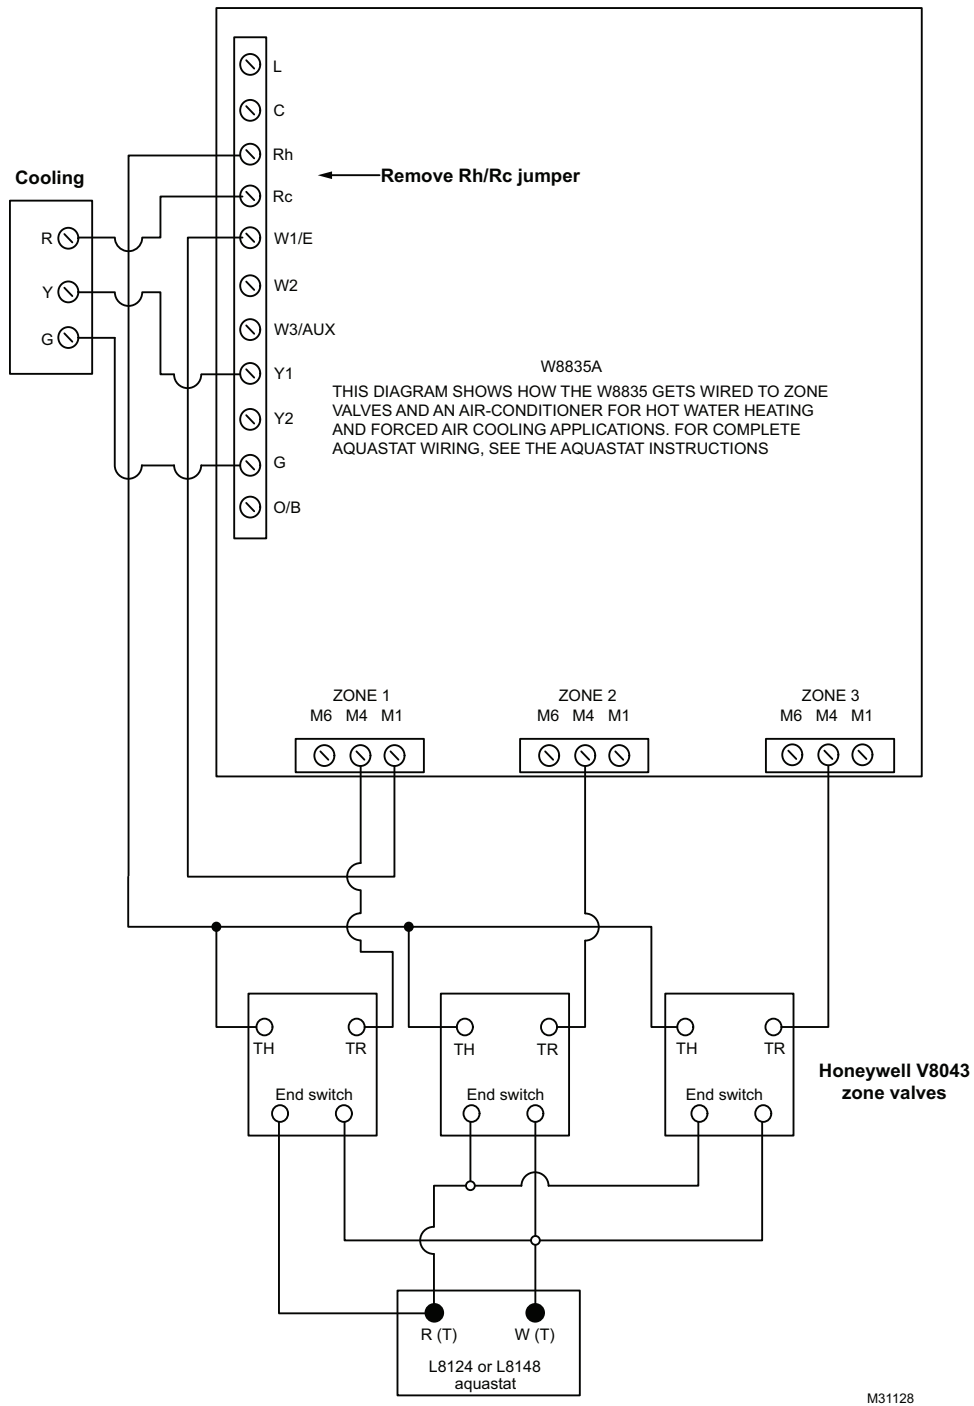 L
C
Rh
Remove Rh/Rc jumper
Cooling
Rc
R
W1/E
Y
W2
G
W3/AUX
W8835A
Y1
THIS DIAGRAM SHOWS HOW THE W8835 GETS WIRED TO ZONE
VALVES AND AN AIR-CONDITIONER FOR HOT WATER HEATING
AND FORCED AIR COOLING APPLICATIONS. FOR COMPLETE
AQUASTAT WIRING, SEE THE AQUASTAT INSTRUCTIONS
Y2
G
O/B
ZONE 1
M6 M4 M1
ZONE 2
M6 M4 M1
ZONE 3
M6 M4 M1
TH TR
End switch
TH TR
End switch
TH TR
End switch
Honeywell V8043
zone valves
R (T) W (T)
L8124 or L8148
aquastat
M31128